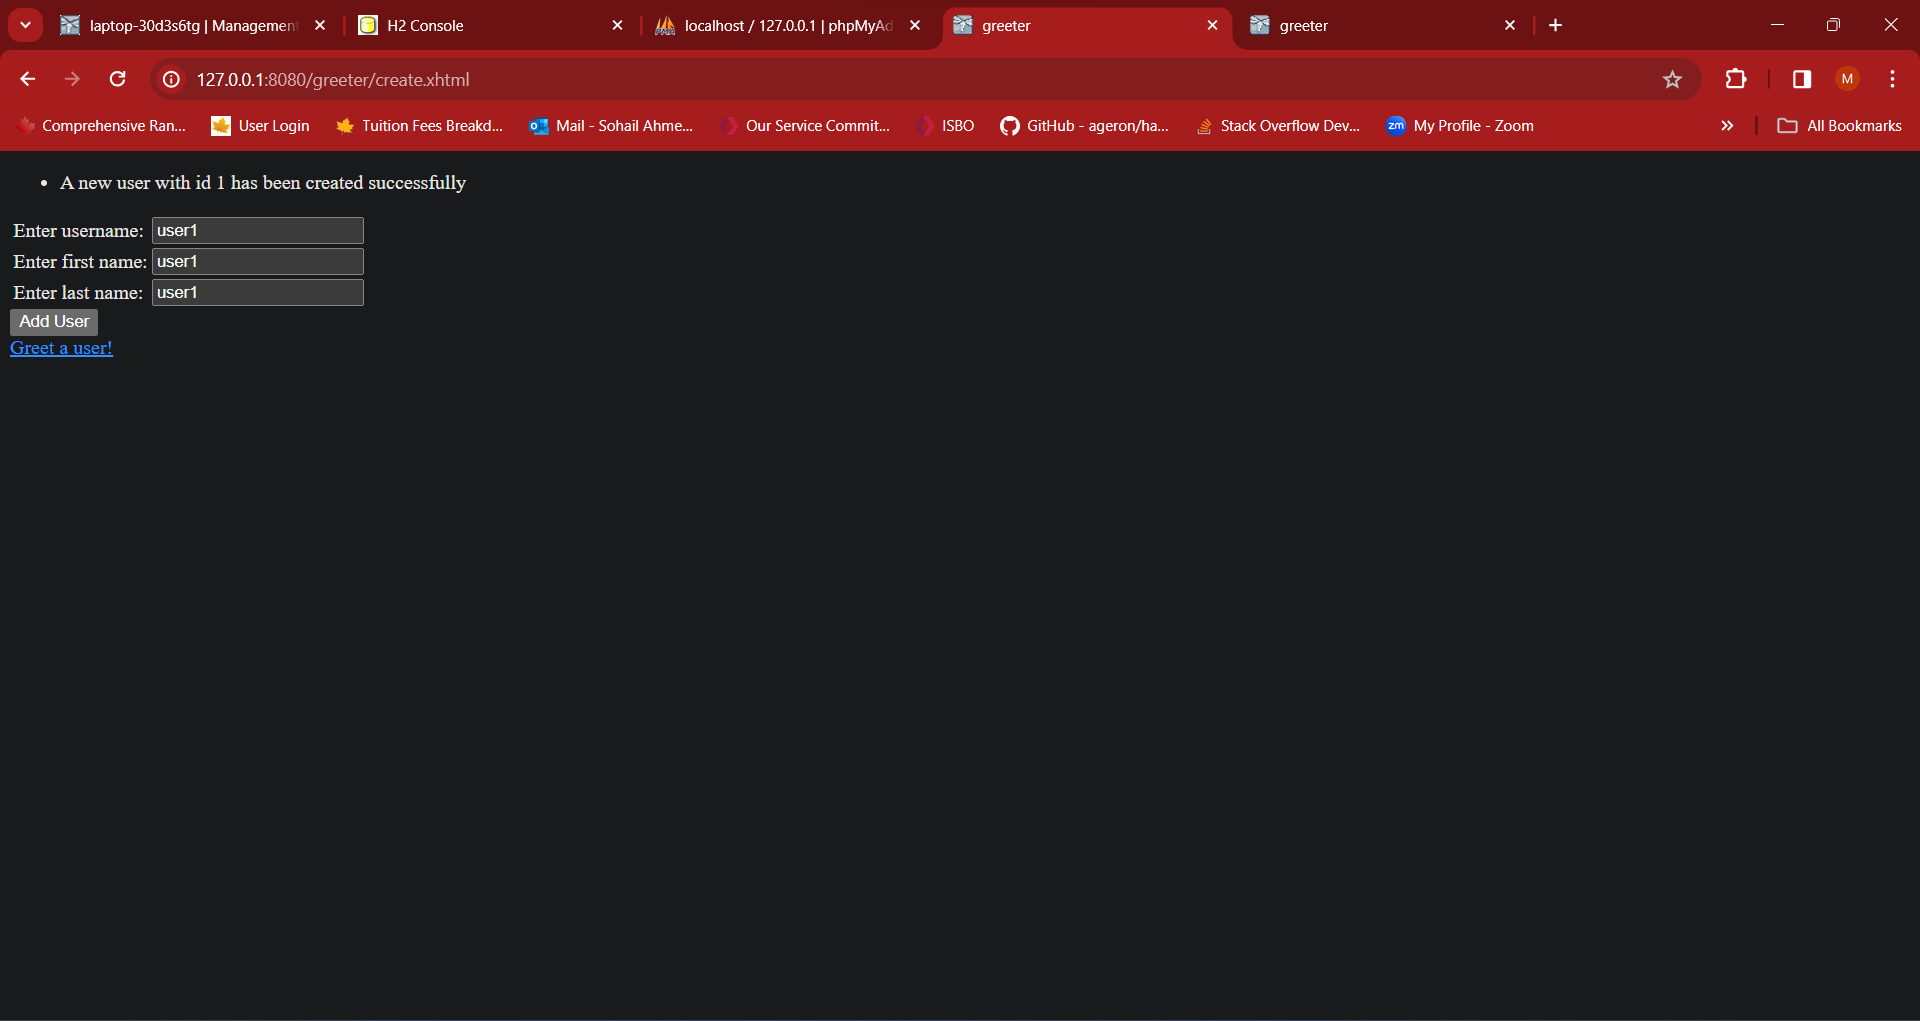 laptop-30d3s6tg | Management
H2 Console
localhost / 127.0.0.1 | phpMyAd
greeter
greeter
127.0.0.1:8080/greeter/create.xhtml
M
Comprehensive Ran...
User Login
Tuition Fees Breakd...
Mail - Sohail Ahme...
Our Service Commit...
ISBO
GitHub - ageron/ha...
Stack Overflow Dev...
zm
My Profile - Zoom
All Bookmarks
A new user with id 1 has been created successfully
Enter username: user1
Enter first name: user1
Enter last name: user1
Add User
Greet a user!